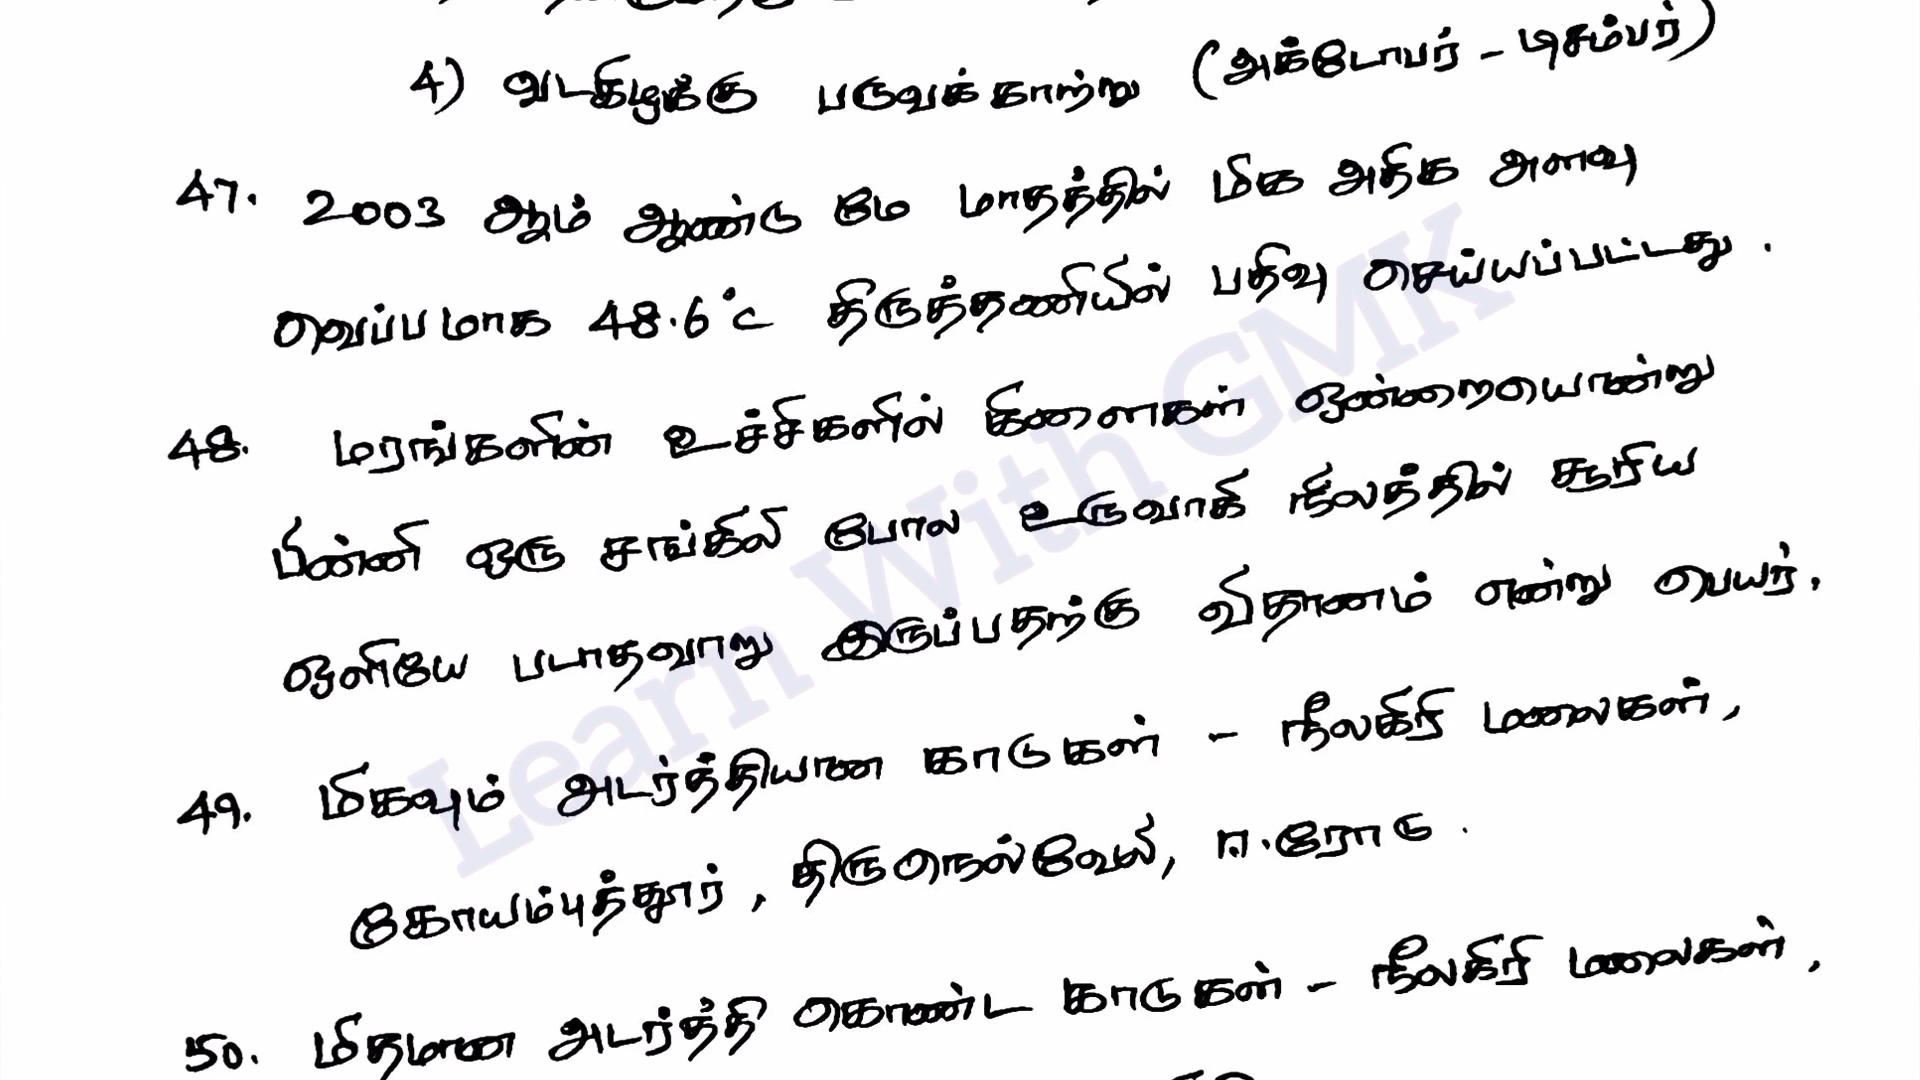 4) வடகிழக்கு பருவக்காற்று (அக்டோபர் - டிசம்பர்)
47. 2003 ஆம் ஆண்டு மே மாதத்தில் மிக அதிக அளவு
வெப்பமாக 48.6°C திருத்தணியில் பதிவு செய்யப்பட்டது.
48. மரங்களின் உச்சிகளில் கிளைகள் ஒன்றையொன்று
பின்னி ஒரு சங்கிலி போல உருவாகி நிலத்தில் சூரிய
ஒளியே படாதவாறு இருப்பதற்கு விதானம் என்று பெயர்.
49. மிகவும் அடர்த்தியான காடுகள் - நீலகிரி மலைகள்,
கோயம்புத்தூர், திருநெல்வேலி, ஈ.ரோடு.
50. மிதமான அடர்த்தி கொண்ட காடுகள் - நீலகிரி மலைகள்,
Learn With GMK